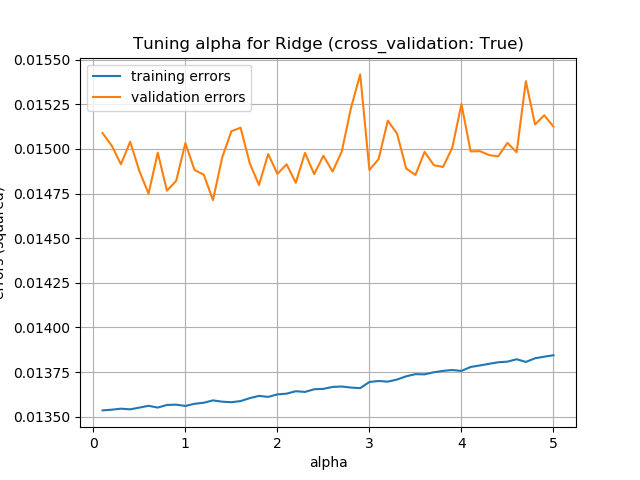 Tuning alpha for Ridge (cross_validation: True)
training errors
validation errors
0.01550
0.01525
0.01500
0.01475
0.01450
0.01425
0.01400
0.01375
0.01350
errors (squared)
0 1 2 3 4 5
alpha